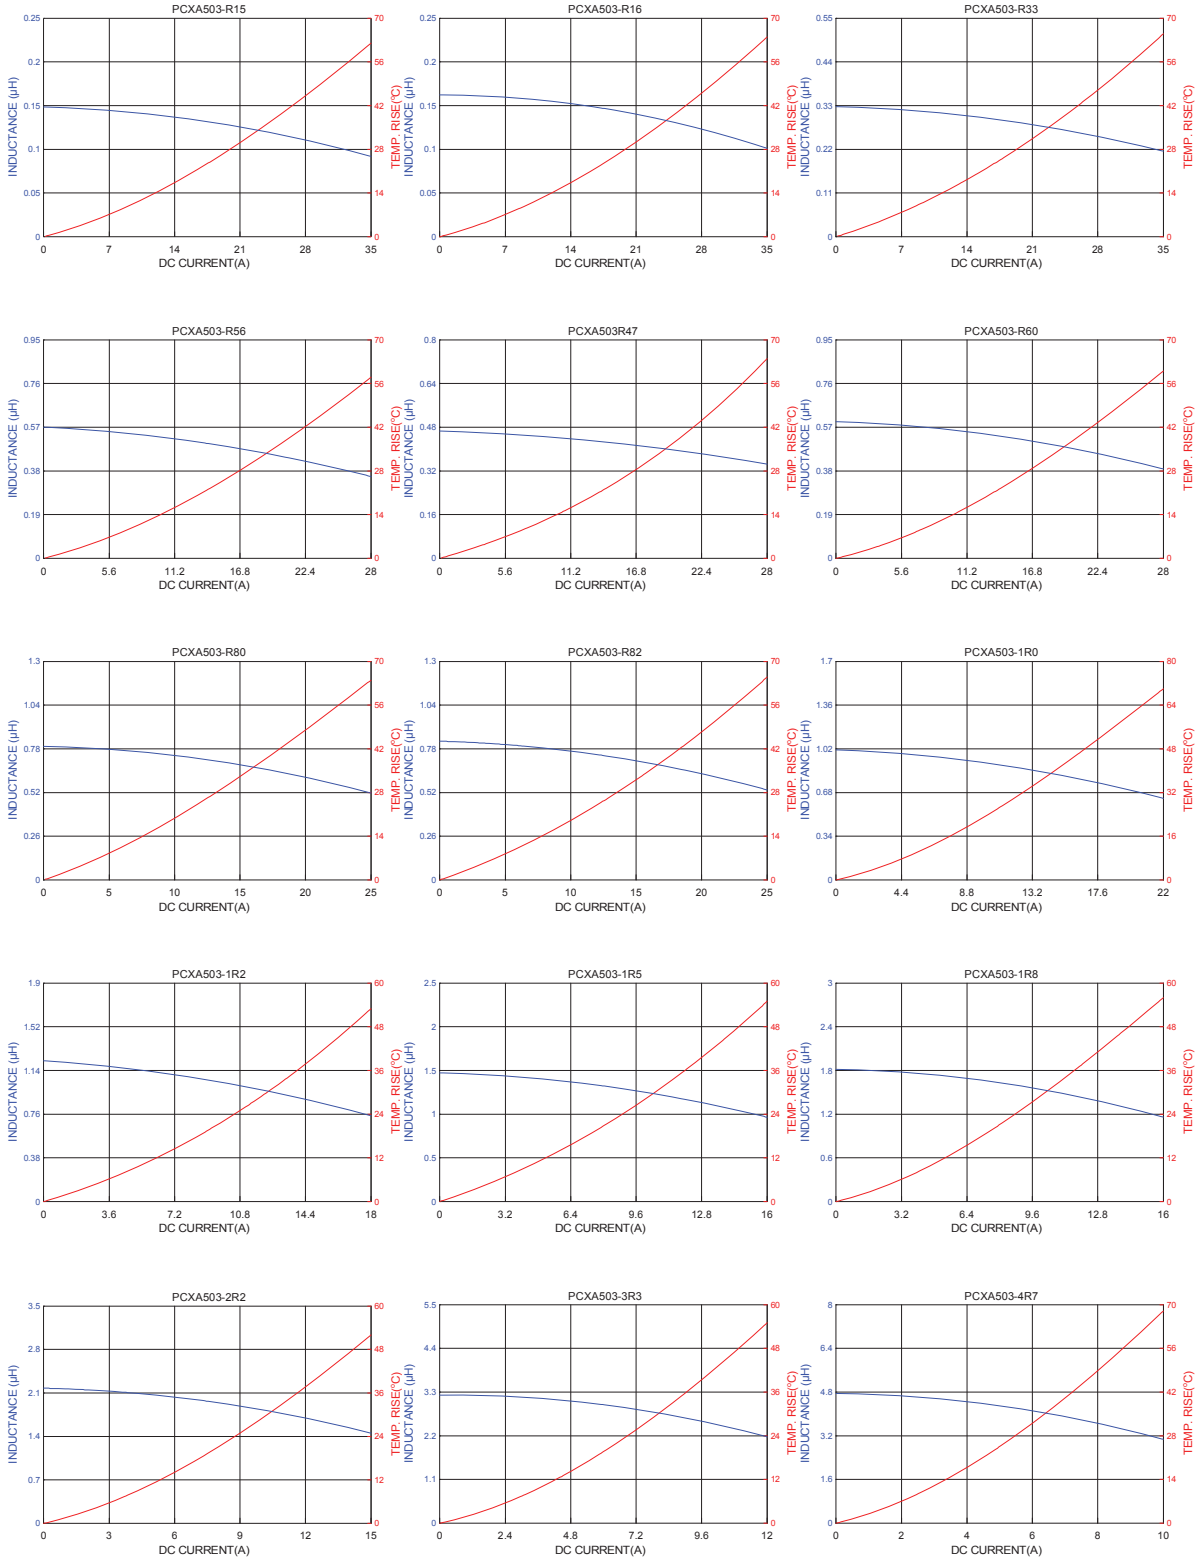 PCXA503-R15
0.25
0.2
0.15
0.1
0.05
0
70
56
42
28
14
0
0 7 14 21 28 35
INDUCTANCE (µH)
TEMP. RISE(°C)
DC CURRENT(A)
PCXA503-R16
0.25
0.2
0.15
0.1
0.05
0
70
56
42
28
14
0
0 7 14 21 28 35
INDUCTANCE (µH)
TEMP. RISE(°C)
DC CURRENT(A)
PCXA503-R33
0.55
0.44
0.33
0.22
0.11
0
70
56
42
28
14
0
0 7 14 21 28 35
INDUCTANCE (µH)
TEMP. RISE(°C)
DC CURRENT(A)
PCXA503-R56
0.95
0.76
0.57
0.38
0.19
0
70
56
42
28
14
0
0 5.6 11.2 16.8 22.4 28
INDUCTANCE (µH)
TEMP. RISE(°C)
DC CURRENT(A)
PCXA503R47
0.8
0.64
0.48
0.32
0.16
0
70
56
42
28
14
0
0 5.6 11.2 16.8 22.4 28
INDUCTANCE (µH)
TEMP. RISE(°C)
DC CURRENT(A)
PCXA503-R60
0.95
0.76
0.57
0.38
0.19
0
70
56
42
28
14
0
0 5.6 11.2 16.8 22.4 28
INDUCTANCE (µH)
TEMP. RISE(°C)
DC CURRENT(A)
PCXA503-R80
1.3
1.04
0.78
0.52
0.26
0
70
56
42
28
14
0
0 5 10 15 20 25
INDUCTANCE (µH)
TEMP. RISE(°C)
DC CURRENT(A)
PCXA503-R82
1.3
1.04
0.78
0.52
0.26
0
70
56
42
28
14
0
0 5 10 15 20 25
INDUCTANCE (µH)
TEMP. RISE(°C)
DC CURRENT(A)
PCXA503-1R0
1.7
1.36
1.02
0.68
0.34
0
80
64
48
32
16
0
0 4.4 8.8 13.2 17.6 22
INDUCTANCE (µH)
TEMP. RISE(°C)
DC CURRENT(A)
PCXA503-1R2
1.9
1.52
1.14
0.76
0.38
0
60
48
36
24
12
0
0 3.6 7.2 10.8 14.4 18
INDUCTANCE (µH)
TEMP. RISE(°C)
DC CURRENT(A)
PCXA503-1R5
2.5
2
1.5
1
0.5
0
60
48
36
24
12
0
0 3.2 6.4 9.6 12.8 16
INDUCTANCE (µH)
TEMP. RISE(°C)
DC CURRENT(A)
PCXA503-1R8
3
2.4
1.8
1.2
0.6
0
60
48
36
24
12
0
0 3.2 6.4 9.6 12.8 16
INDUCTANCE (µH)
TEMP. RISE(°C)
DC CURRENT(A)
PCXA503-2R2
3.5
2.8
2.1
1.4
0.7
0
60
48
36
24
12
0
0 3 6 9 12 15
INDUCTANCE (µH)
TEMP. RISE(°C)
DC CURRENT(A)
PCXA503-3R3
5.5
4.4
3.3
2.2
1.1
0
60
48
36
24
12
0
0 2.4 4.8 7.2 9.6 12
INDUCTANCE (µH)
TEMP. RISE(°C)
DC CURRENT(A)
PCXA503-4R7
8
6.4
4.8
3.2
1.6
0
70
56
42
28
14
0
0 2 4 6 8 10
INDUCTANCE (µH)
TEMP. RISE(°C)
DC CURRENT(A)